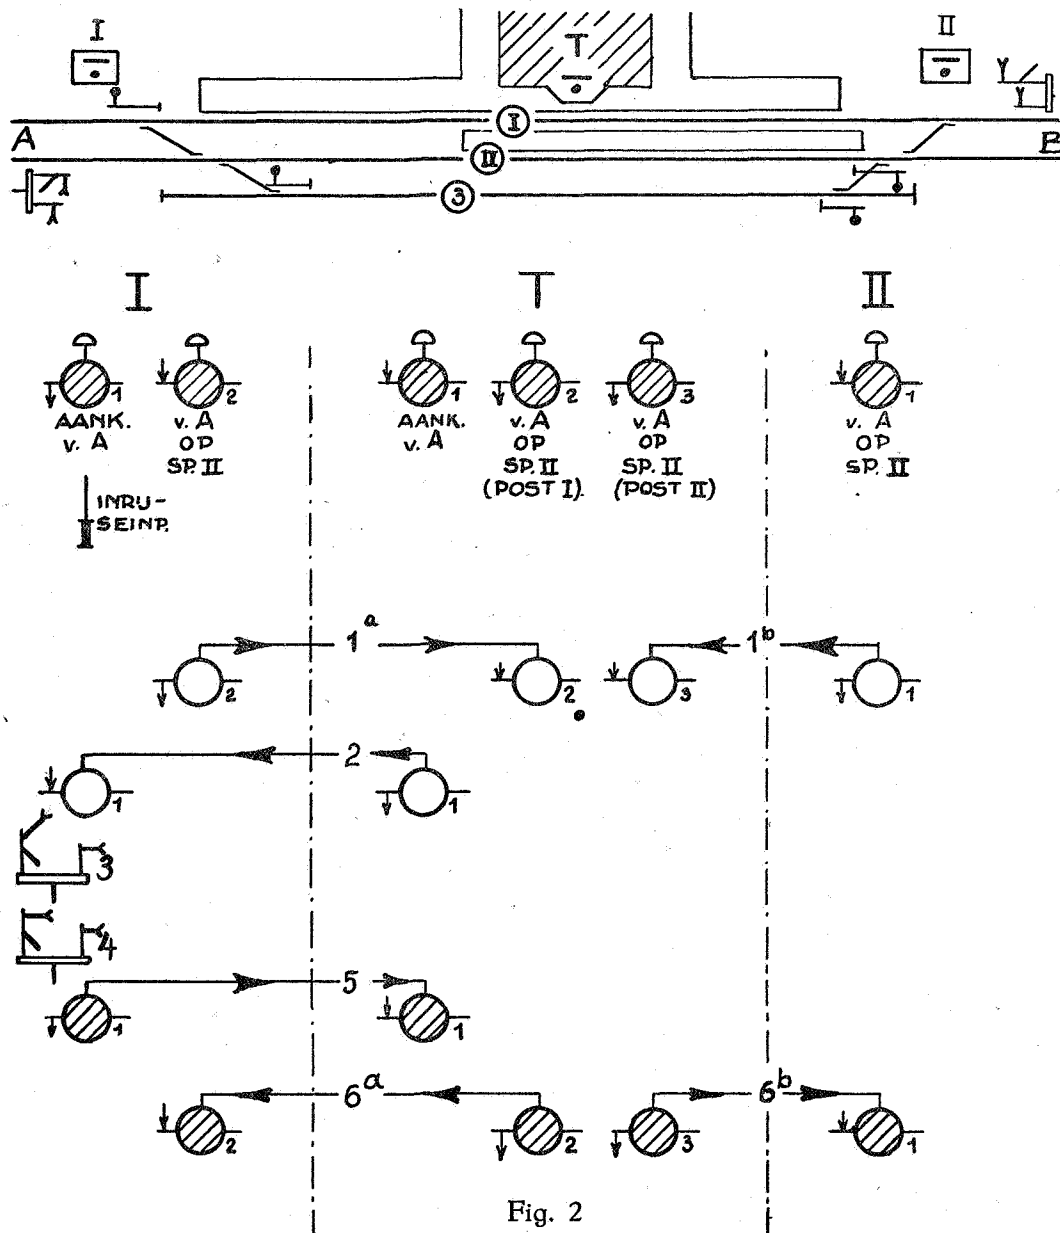 I
T
II
A
I
B
II
3
I
T
II
1
2
1
2
3
1
AANK.
v. A
v. A
OP
SP. II
AANK.
v. A
v. A
OP
SP. II
(POST I).
v. A
OP
SP. II
(POST II)
v. A
OP
SP. II
INRIJ-
SEINP.
1a
1b
2
2
3
1
2
1
1
3
4
5
1
1
6a
6b
2
2
3
1
Fig. 2